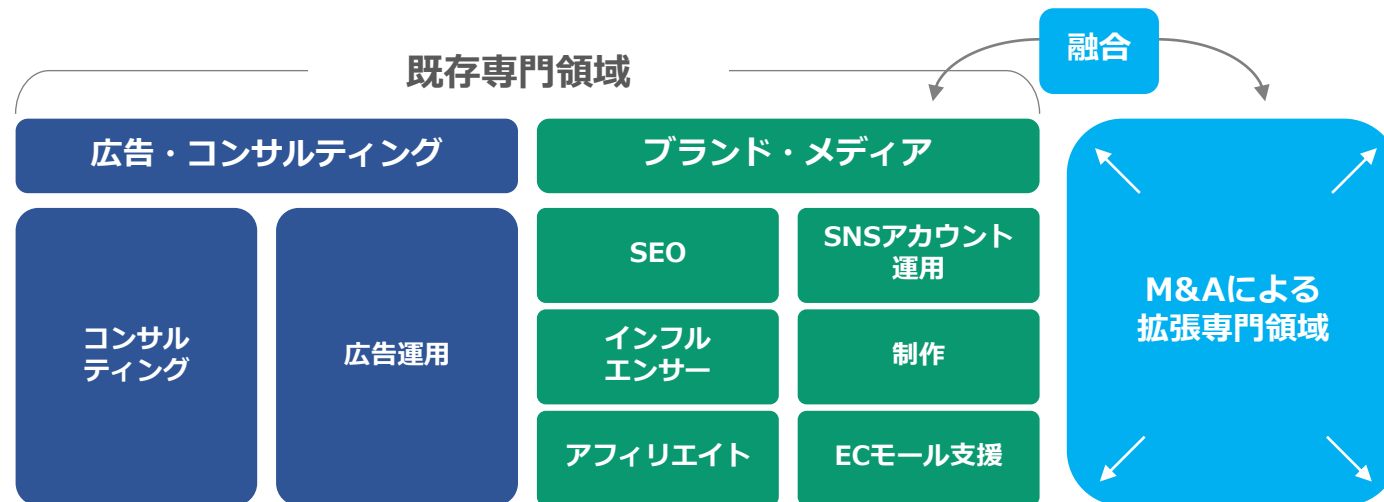 融合
既存専門領域
広告・コンサルティング
ブランド・メディア
コンサル
ティング
広告運用
SEO
SNSアカウント
運用
インフル
エンサー
制作
アフィリエイト
ECモール支援
M&Aによる
拡張専門領域